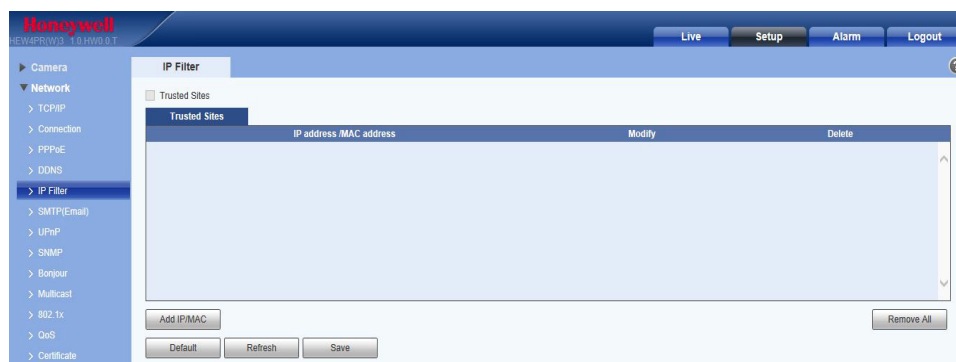 Honeywell
HEW4PR(W)3 1.0 HW0.0.T
Live Setup Alarm Logout
Camera
Network
TCP/IP
Connection
PPPoE
DDNS
IP Filter
SMTP(Email)
UPnP
SNMP
Bonjour
Multicast
802.1x
QoS
Certificate
IP Filter
?
Trusted Sites
Trusted Sites
IP address /MAC address Modify Delete
Add IP/MAC Remove All
Default Refresh Save